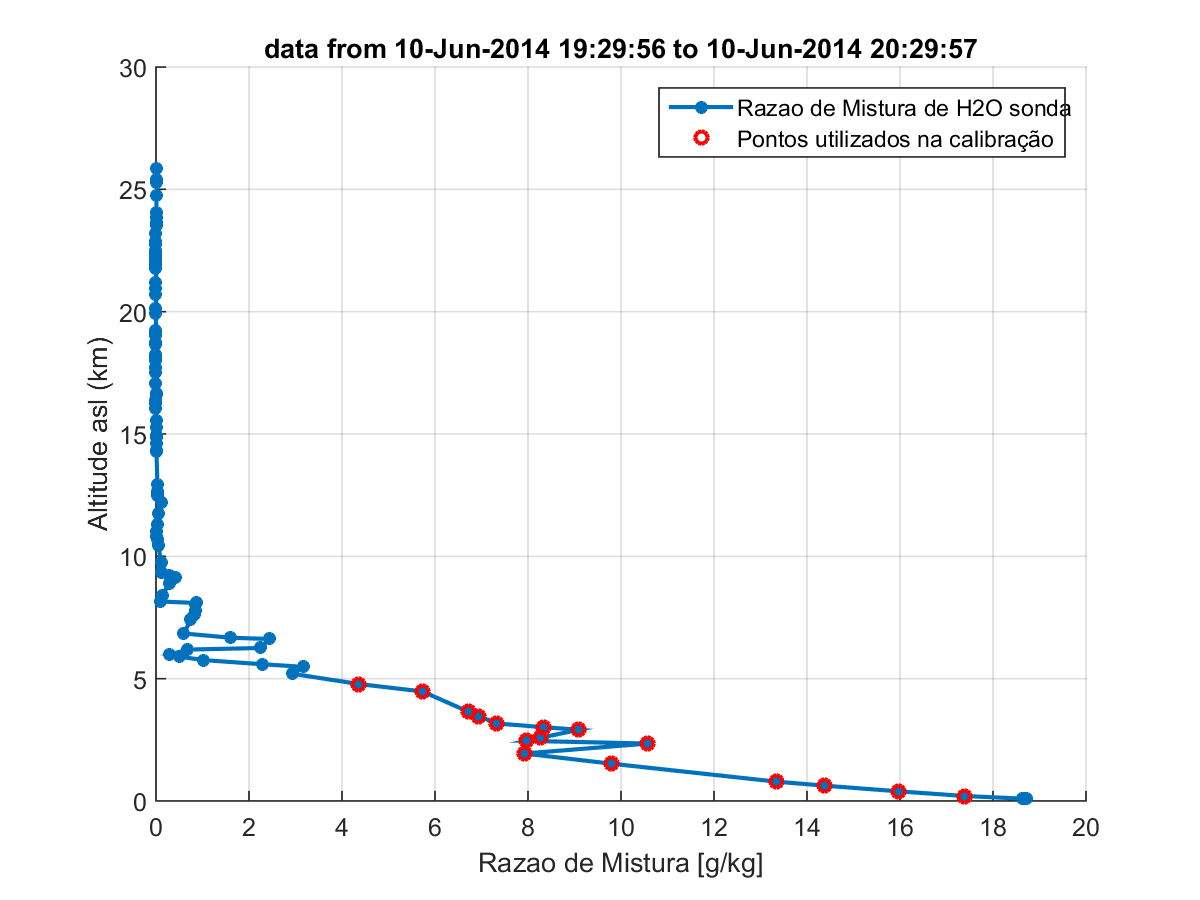 data from 10-Jun-2014 19:29:56 to 10-Jun-2014 20:29:57
Razao de Mistura de H2O sonda
Pontos utilizados na calibração
Altitude asl (km)
30
25
20
15
10
5
0
0 2 4 6 8 10 12 14 16 18 20
Razao de Mistura [g/kg]